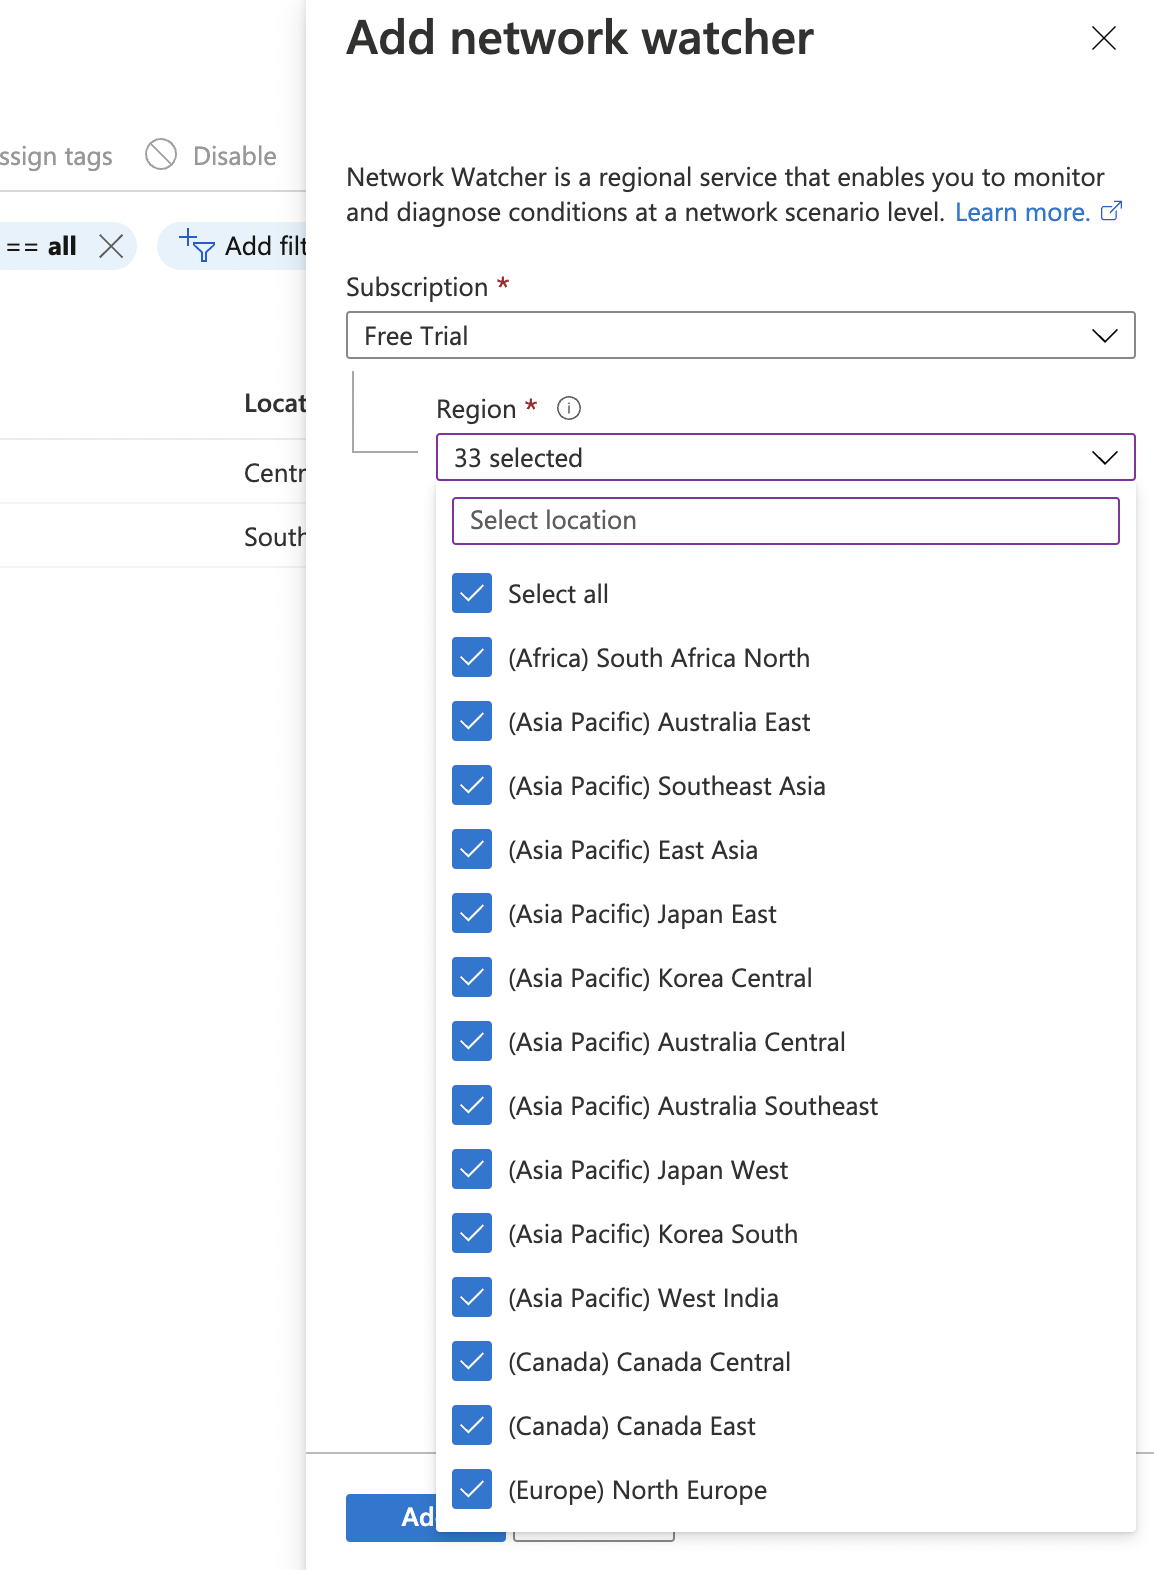 Add network watcher
ssign tags Disable
Network Watcher is a regional service that enables you to monitor
and diagnose conditions at a network scenario level. Learn more.
== all Add filt
Subscription *
Free Trial
Locat
Region *
33 selected
Centr
Select location
South
Select all
(Africa) South Africa North
(Asia Pacific) Australia East
(Asia Pacific) Southeast Asia
(Asia Pacific) East Asia
(Asia Pacific) Japan East
(Asia Pacific) Korea Central
(Asia Pacific) Australia Central
(Asia Pacific) Australia Southeast
(Asia Pacific) Japan West
(Asia Pacific) Korea South
(Asia Pacific) West India
(Canada) Canada Central
(Canada) Canada East
(Europe) North Europe
Ad